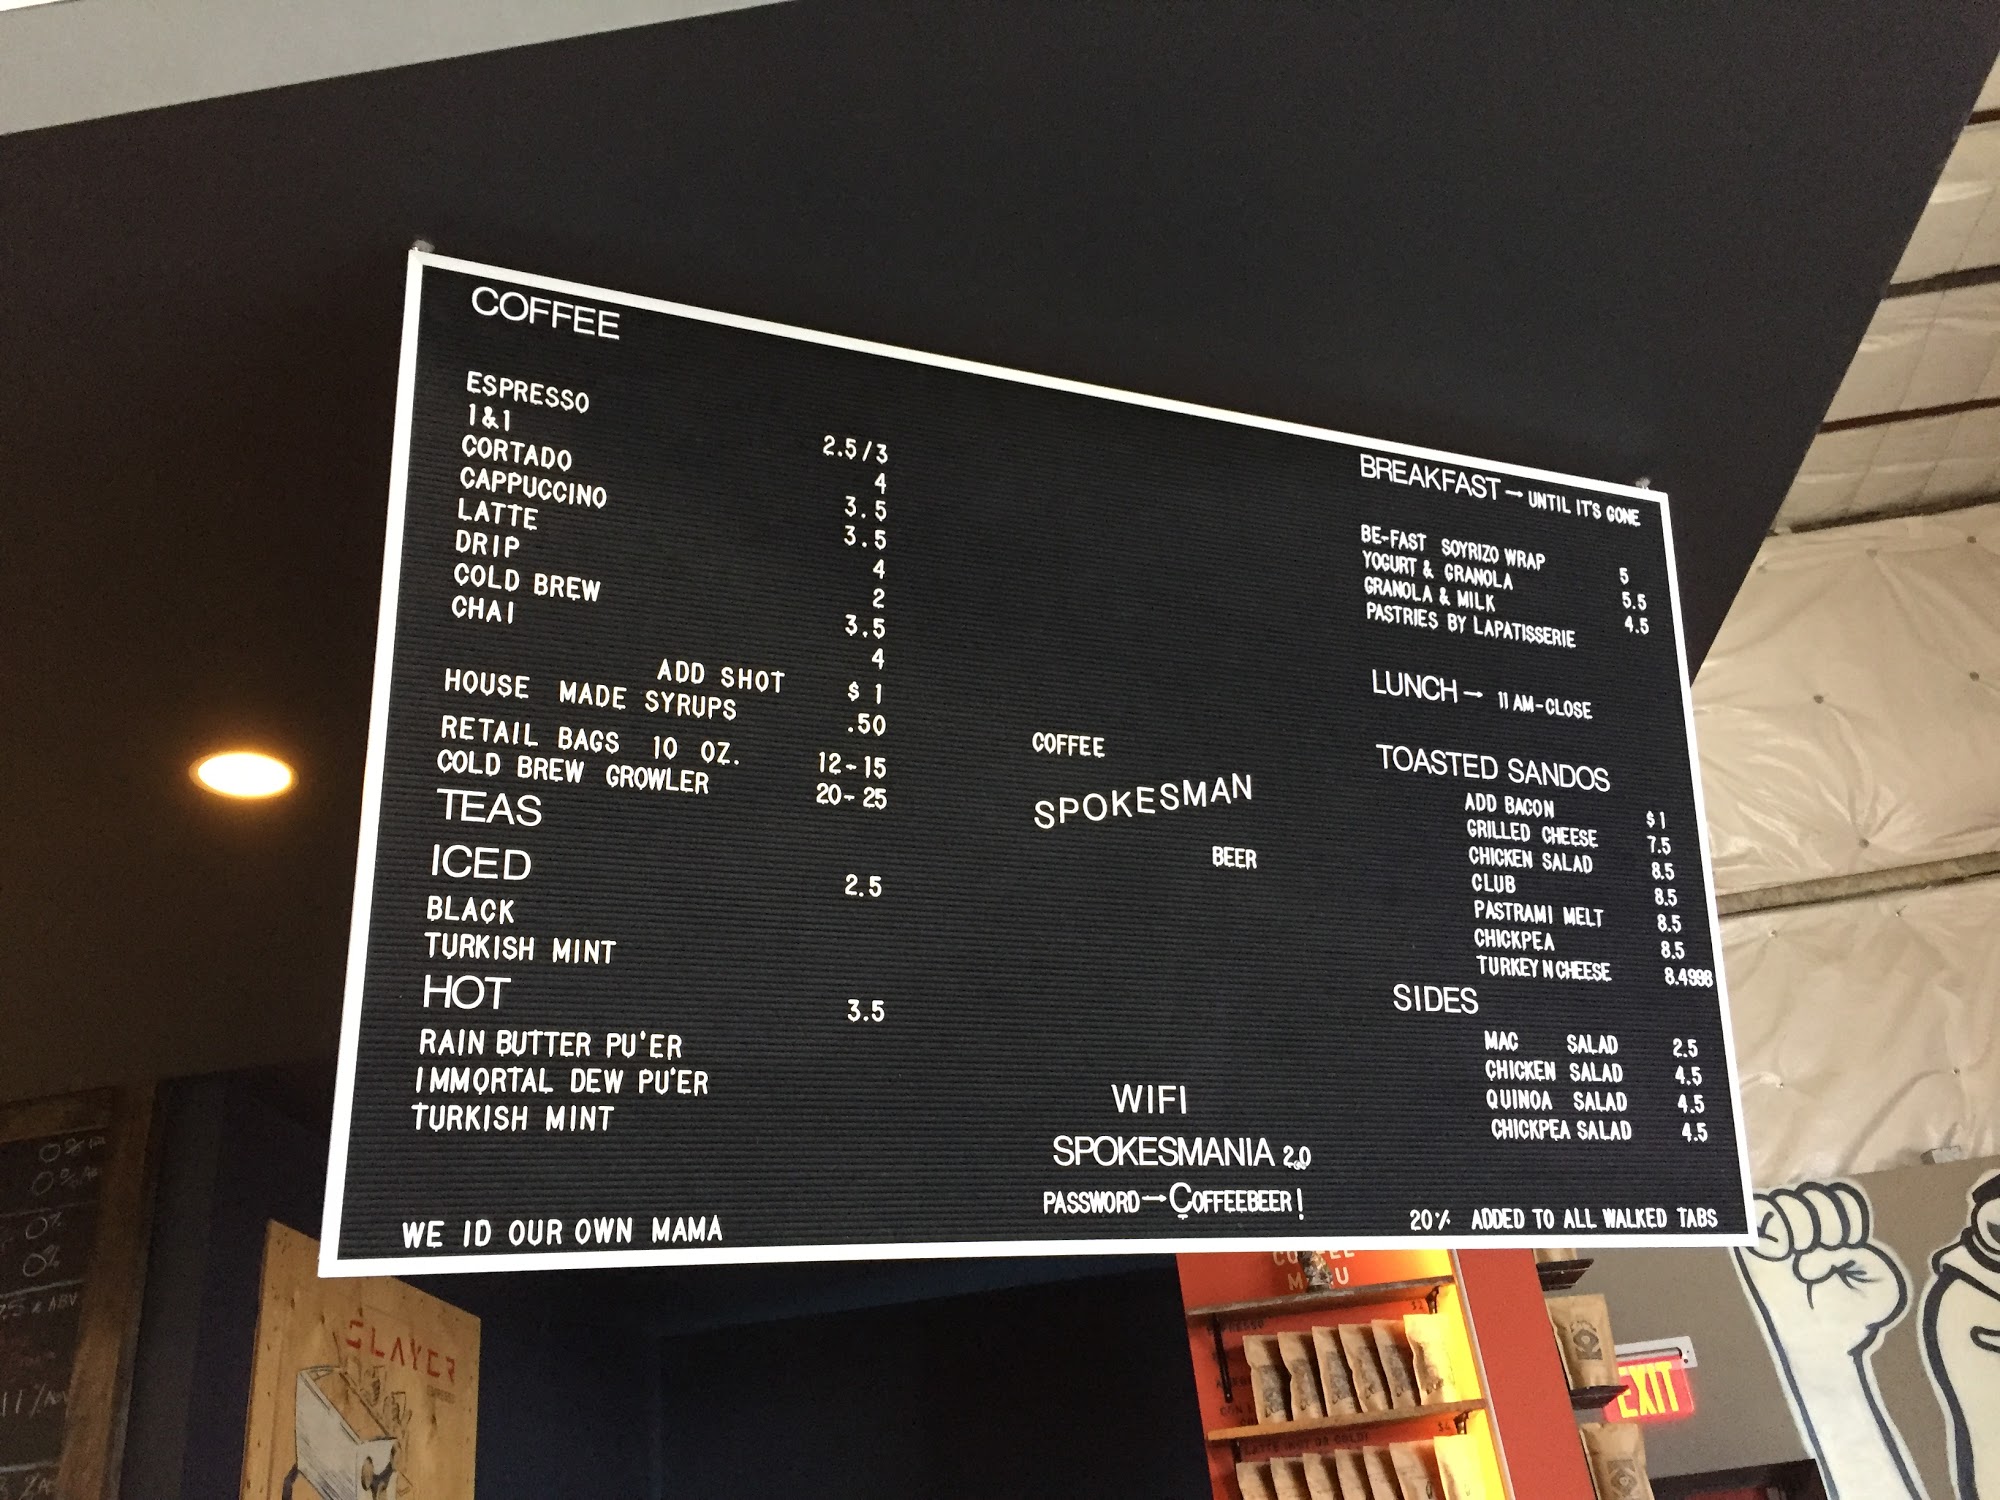 COFFEE
ESPRESSO 2.5/3
1&1 4
CORTADO 3.5
CAPPUCCINO 3.5
LATTE 4
DRIP 2
COLD BREW 3.5
CHAI 4
ADD SHOT $ 1
HOUSE MADE SYRUPS .50
RETAIL BAGS 10 OZ. 12-15
COLD BREW GROWLER 20-25
TEAS
ICED 2.5
BLACK
TURKISH MINT
HOT 3.5
RAIN BUTTER PU'ER
IMMORTAL DEW PU'ER
TURKISH MINT
WE ID OUR OWN MAMA
COFFEE
SPOKESMAN
BEER
WIFI
SPOKESMANIA 2.0
PASSWORD→COFFEEBEER!
BREAKFAST→UNTIL IT'S GONE
BE-FAST SOYRIZO WRAP 5
YOGURT & GRANOLA 5.5
GRANOLA & MILK 4.5
PASTRIES BY LAPATISSERIE
LUNCH→ 11 AM-CLOSE
TOASTED SANDOS
ADD BACON $1
GRILLED CHEESE 7.5
CHICKEN SALAD 8.5
CLUB 8.5
PASTRAMI MELT 8.5
CHICKPEA 8.5
TURKEY N CHEESE 8.4998
SIDES
MAC SALAD 2.5
CHICKEN SALAD 4.5
QUINOA SALAD 4.5
CHICKPEA SALAD 4.5
20% ADDED TO ALL WALKED TABS
0%
0%
0%
0%
% ABV
11%
SLAYER
EXIT